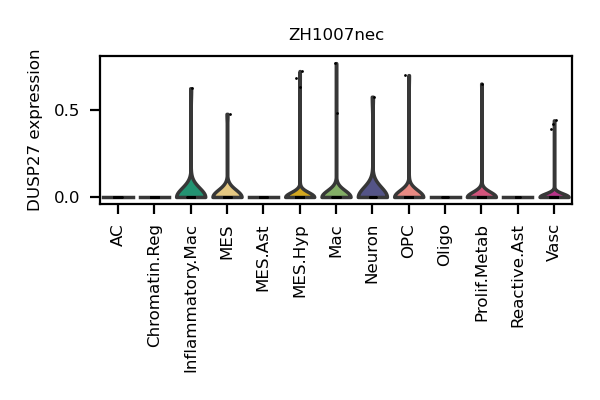 ZH1007nec
DUSP27 expression
0.5
0.0
AC
Chromatin.Reg
Inflammatory.Mac
MES
MES.Ast
MES.Hyp
Mac
Neuron
OPC
Oligo
Prolif.Metab
Reactive.Ast
Vasc